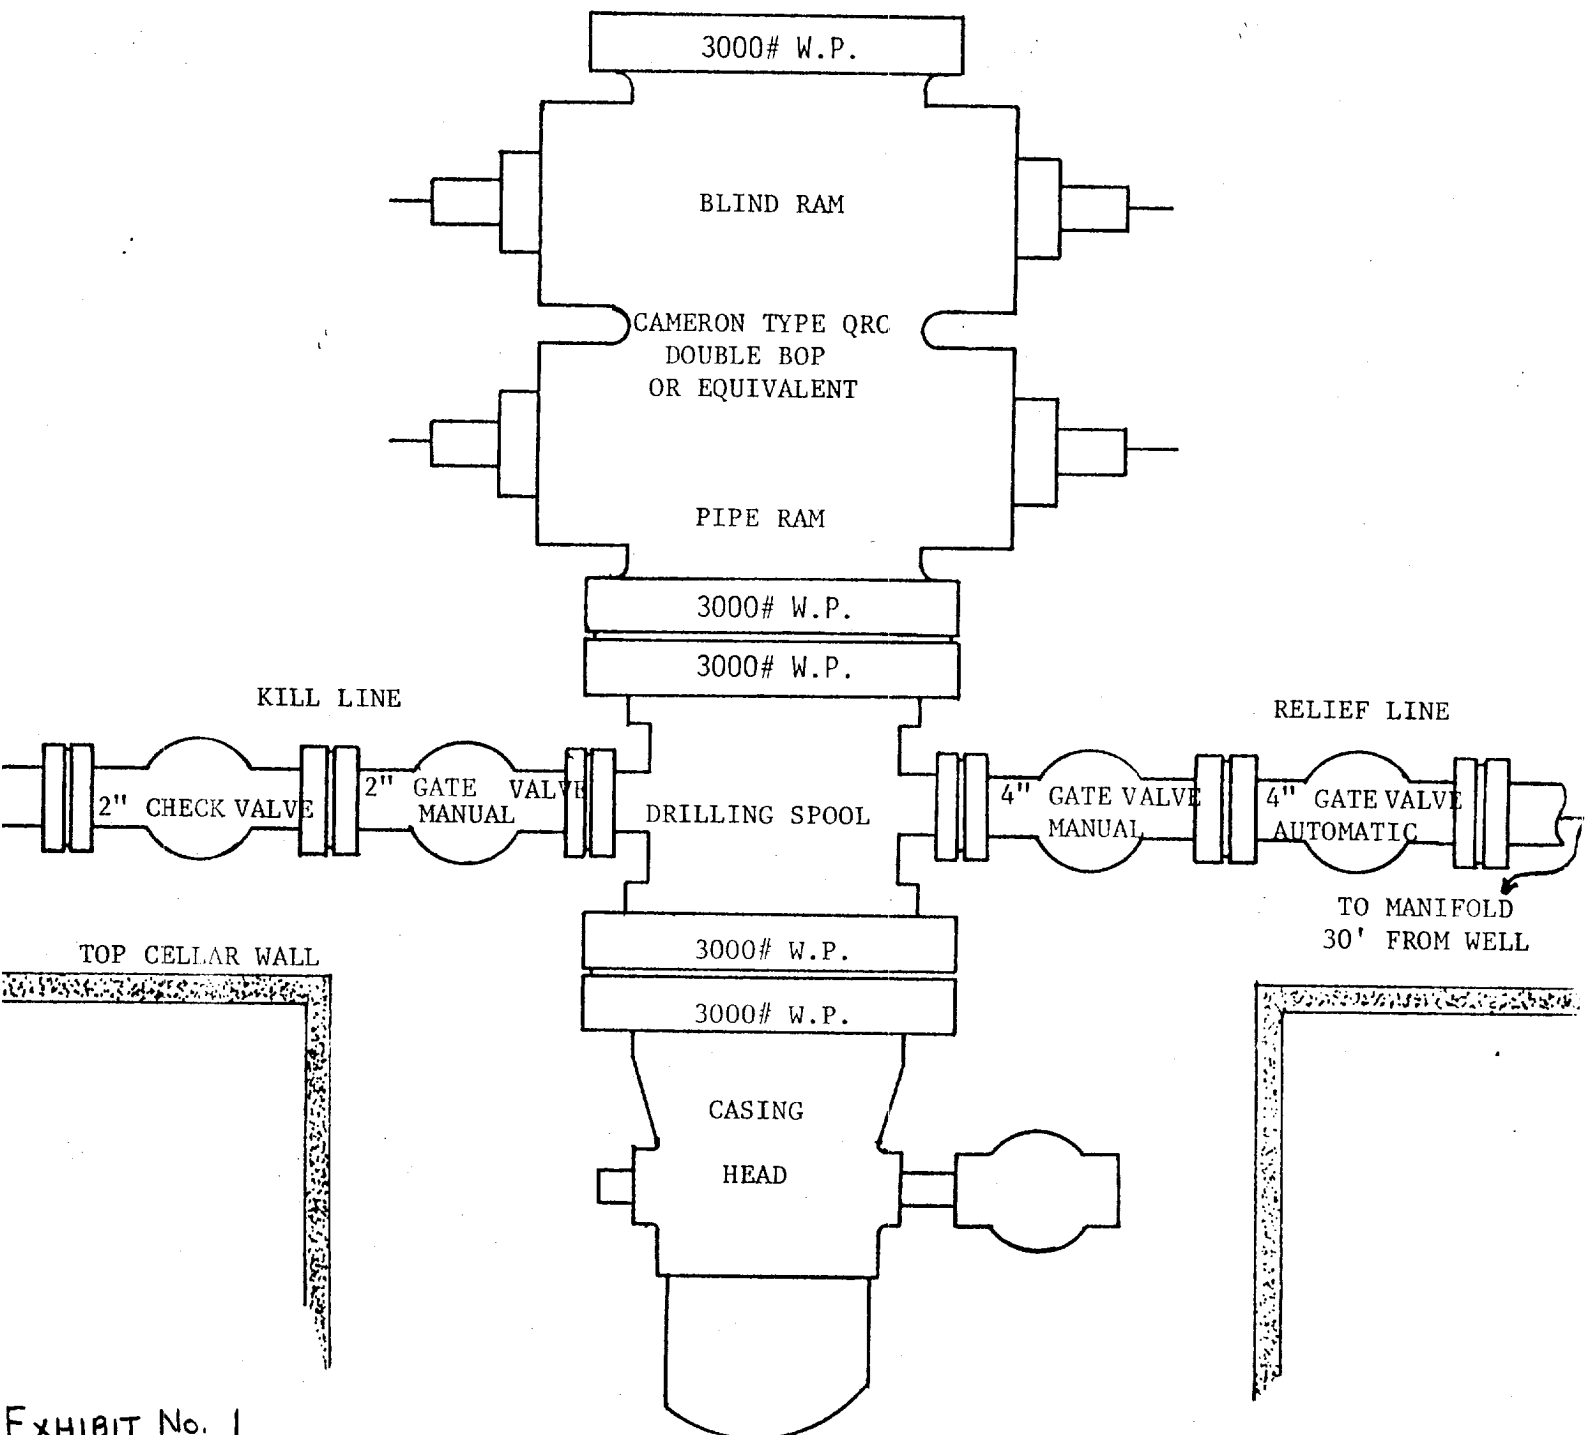 3000# W.P.
BLIND RAM
CAMERON TYPE QRC
DOUBLE BOP
OR EQUIVALENT
PIPE RAM
3000# W.P.
3000# W.P.
KILL LINE
RELIEF LINE
2" CHECK VALVE
2" GATE VALVE
MANUAL
DRILLING SPOOL
4" GATE VALVE
MANUAL
4" GATE VALVE
AUTOMATIC
TO MANIFOLD
30' FROM WELL
TOP CELLAR WALL
3000# W.P.
3000# W.P.
CASING
HEAD
EXHIBIT No. 1